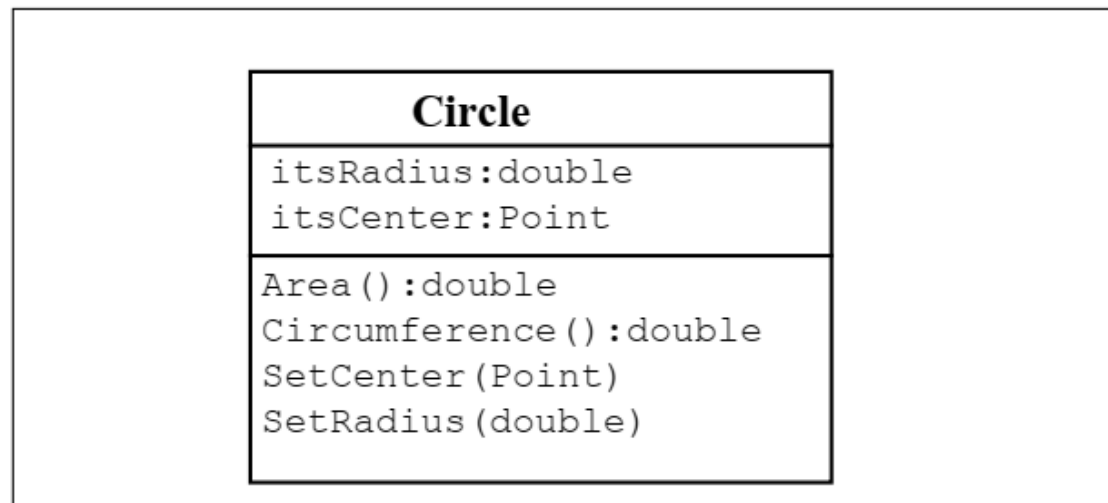 Circle
itsRadius:double
itsCenter:Point
Area():double
Circumference():double
SetCenter(Point)
SetRadius(double)